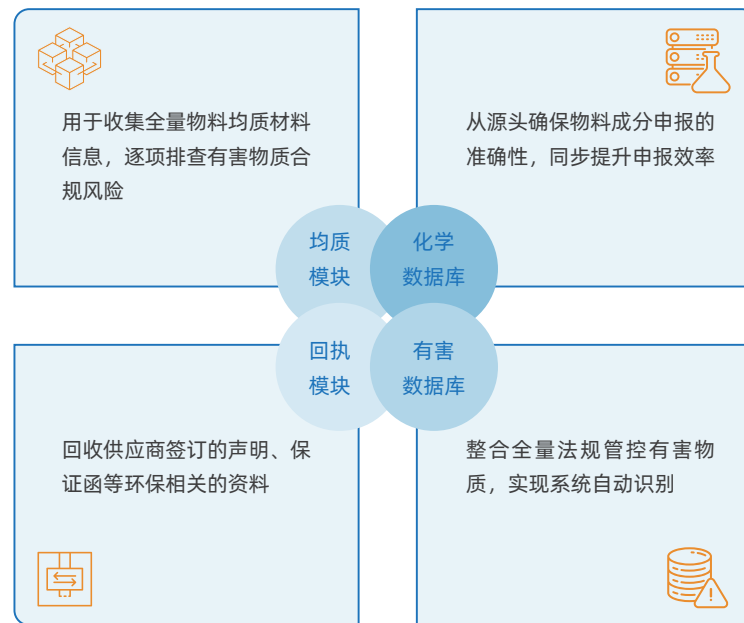 用于收集全量物料均质材料
信息，逐项排查有害物质合
规风险
从源头确保物料成分申报的
准确性，同步提升申报效率
均质
模块
化学
数据库
回执
模块
有害
数据库
回收供应商签订的声明、保
证函等环保相关的资料
整合全量法规管控有害物
质，实现系统自动识别